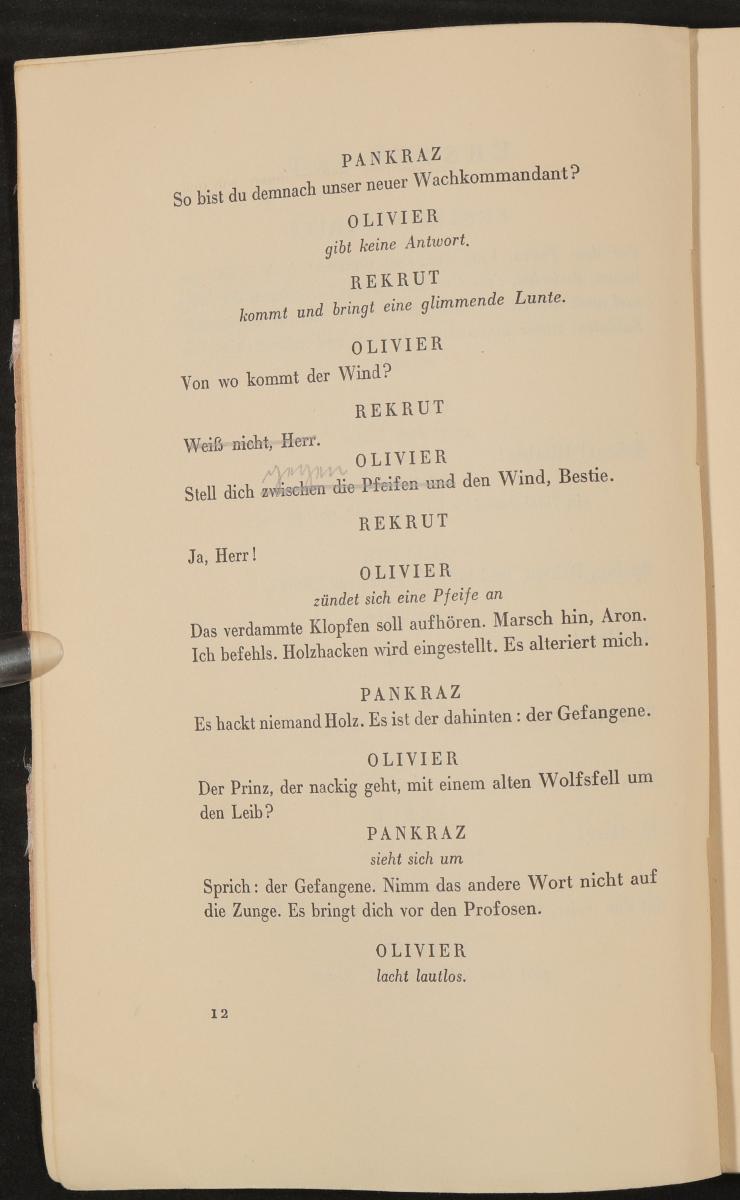 PANKRAZ
So bist du demnach unser neuer Wachkommandant?
OLIVIER
gibt keine Antwort.
REKRUT
kommt und bringt eine glimmende Lunte.
OLIVIER
Von wo kommt der Wind?
REKRUT
Weiß nicht, Herr.
OLIVIER
gegen
Stell dich zwischen die Pfeifen und den Wind, Bestie.
REKRUT
Ja, Herr!
OLIVIER
zündet sich eine Pfeife an
Das verdammte Klopfen soll aufhören. Marsch hin, Aron.
Ich befehls. Holzhacken wird eingestellt. Es alteriert mich.
PANKRAZ
Es hackt niemand Holz. Es ist der dahinten: der Gefangene.
OLIVIER
Der Prinz, der nackig geht, mit einem alten Wolfsfell um
den Leib?
PANKRAZ
sieht sich um
Sprich: der Gefangene. Nimm das andere Wort nicht auf
die Zunge. Es bringt dich vor den Profosen.
OLIVIER
lacht lautlos.
12